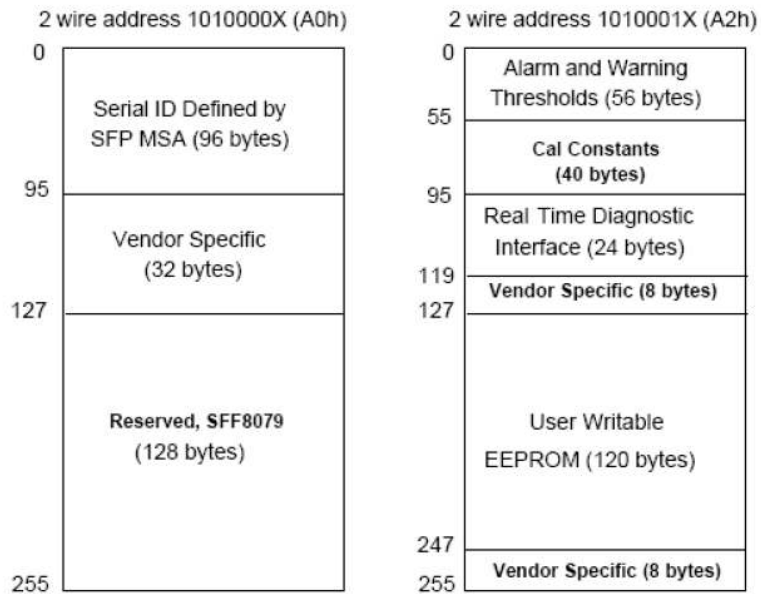 2 wire address 1010000X (A0h)
0
Serial ID Defined by
SFP MSA (96 bytes)
95
Vendor Specific
(32 bytes)
127
Reserved, SFF8079
(128 bytes)
255
2 wire address 1010001X (A2h)
0
Alarm and Warning
Thresholds (56 bytes)
55
Cal Constants
(40 bytes)
95
Real Time Diagnostic
Interface (24 bytes)
119
Vendor Specific (8 bytes)
127
User Writable
EEPROM (120 bytes)
247
Vendor Specific (8 bytes)
255